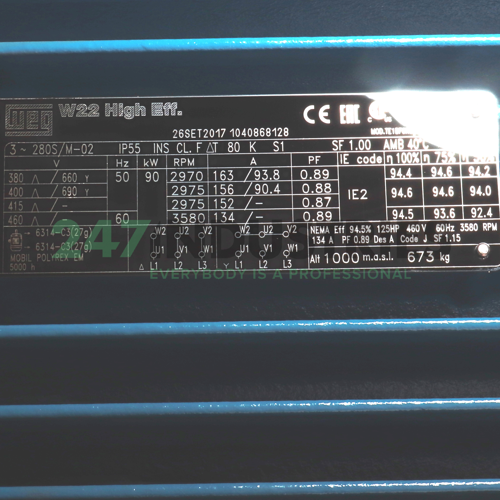 WEG W22 High Eff. CE EAC
26SET2017 1040868128
3 ~ 280S/M-02 IP55 INS CL. F ΔT 80 K S1 SF 1.00 AMB 40°C
V Hz kW RPM A PF IE code η 100% 75%
380 Δ / 660 Y 50 90 2970 163 /93.8 0.89 IE2 94.4 94.6 94.2
400 Δ / 690 Y 2975 156 /90.4 0.88 94.6 94.6 94.0
415 Δ / - 2975 152 /- 0.87
460 Δ / - 60 3580 134 /- 0.89 94.5 93.6 92.4
→ 6314-C3(27g) W2 U2 V2 W2 U2 V2 NEMA Eff 94.5% 125HP 460V 60Hz 3580 RPM
→ 6314-C3(27g) U1 V1 W1 U1 V1 W1 134 A PF 0.89 Des A Code J SF 1.15
MOBIL POLYREX EM
5000 h Δ L1 L2 L3 Y L1 L2 L3 Alt 1000 m.a.s.l. 673 kg
247 INDUSTRY
EVERYBODY IS A PROFESSIONAL